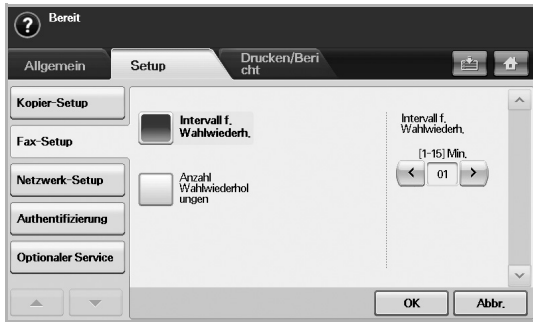 ?
Bereit
Allgemein
Setup
Drucken/Beri
cht
Kopier-Setup
Fax-Setup
Netzwerk-Setup
Authentifizierung
Optionaler Service
Intervall f.
Wahlwiederh.
Anzahl
Wahlwiederhol
ungen
Intervall f.
Wahlwiederh.
[1-15] Min.
< 01 >
OK
Abbr.